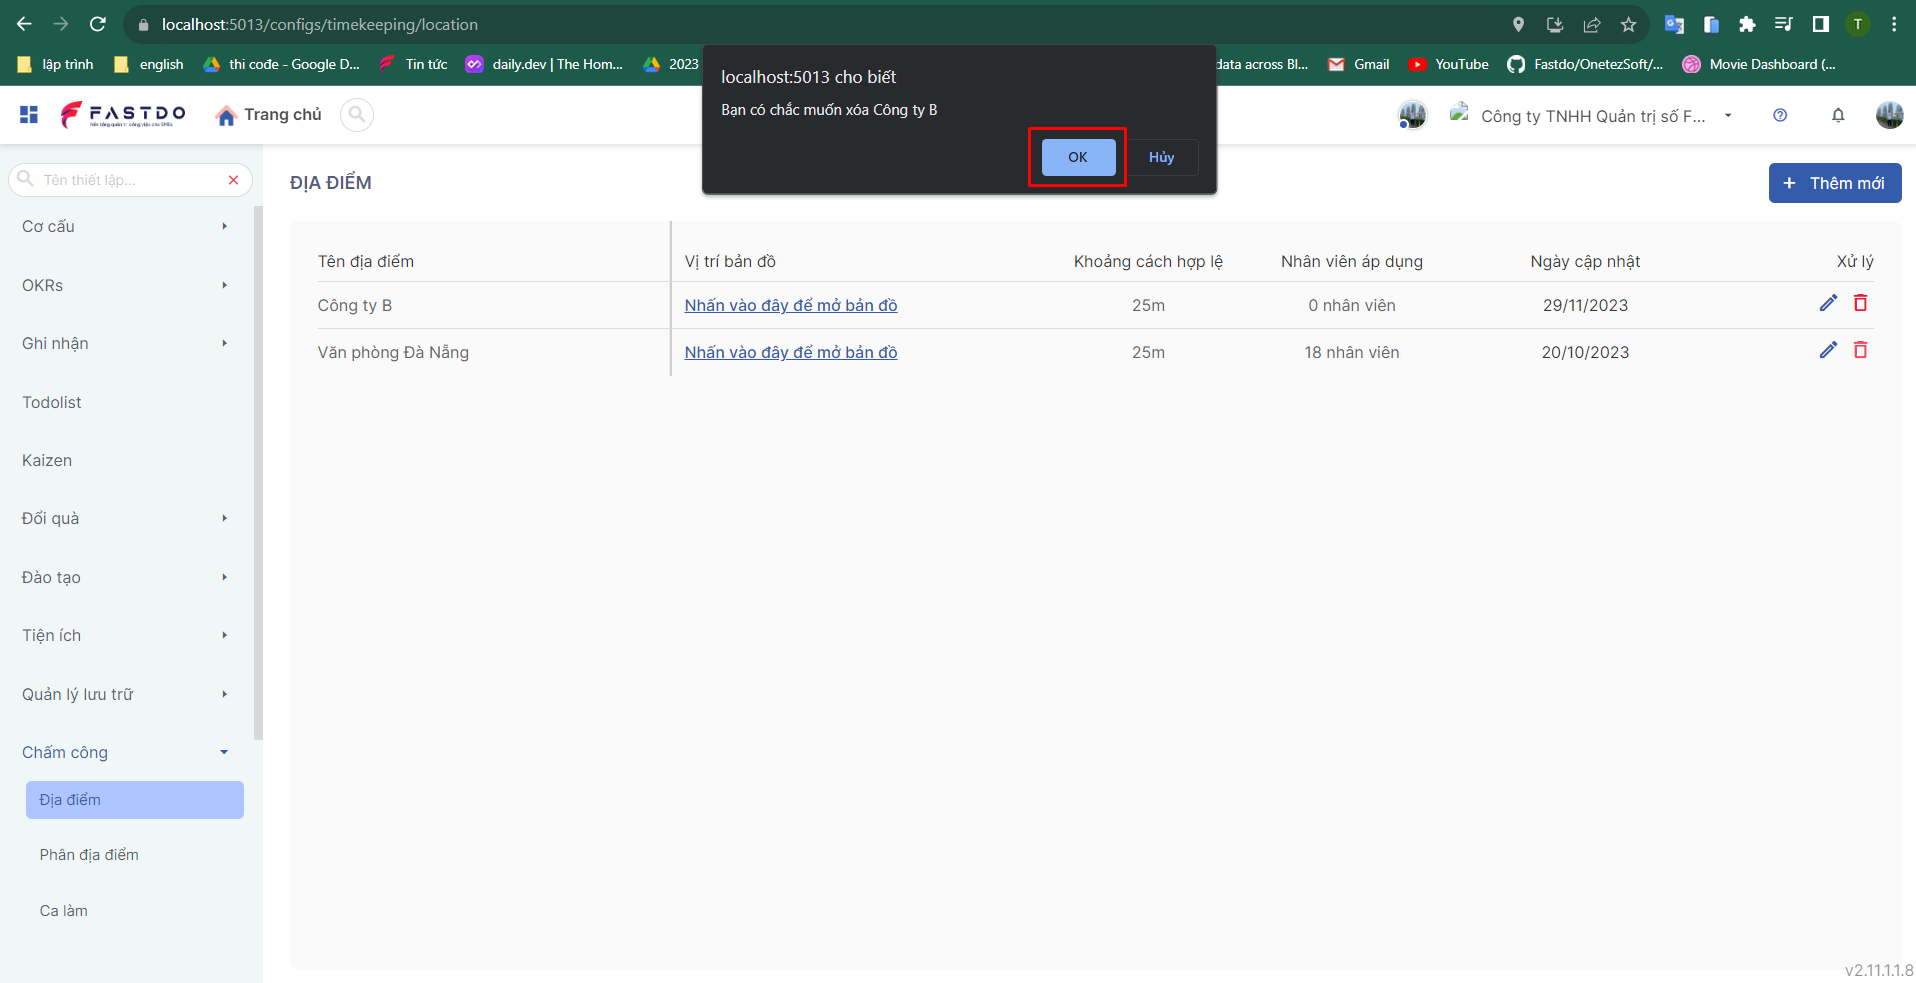 localhost:5013/configs/timekeeping/location
T
lập trình
english
thi cođe - Google D...
Tin tức
daily.dev | The Hom...
2023
data across Bl...
Gmail
YouTube
Fastdo/OnetezSoft/...
Movie Dashboard (...
localhost:5013 cho biết
Bạn có chắc muốn xóa Công ty B
OK
Hủy
FASTDO
Trang chủ
Công ty TNHH Quản trị số F...
Tên thiết lập...
ĐỊA ĐIỂM
+ Thêm mới
Cơ cấu
OKRs
Ghi nhận
Todolist
Kaizen
Đổi quà
Đào tạo
Tiện ích
Quản lý lưu trữ
Chấm công
Địa điểm
Phân địa điểm
Ca làm
Tên địa điểm Vị trí bản đồ Khoảng cách hợp lệ Nhân viên áp dụng Ngày cập nhật Xử lý
Công ty B Nhấn vào đây để mở bản đồ 25m 0 nhân viên 29/11/2023
Văn phòng Đà Nẵng Nhấn vào đây để mở bản đồ 25m 18 nhân viên 20/10/2023
v2.11.1.1.8